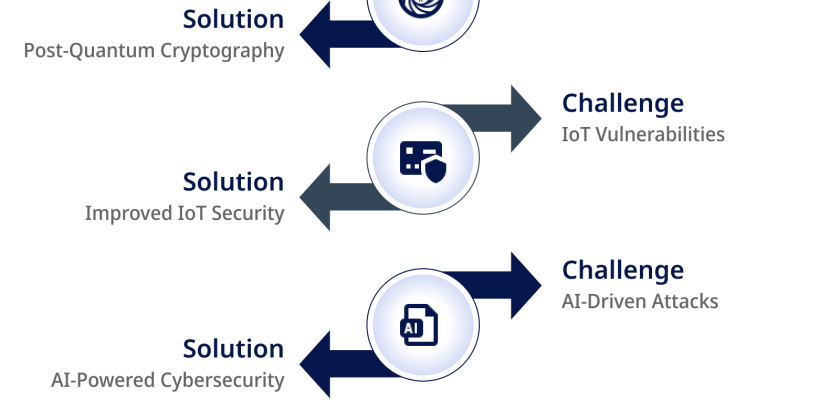 Solution
Post-Quantum Cryptography
Challenge
IoT Vulnerabilities
Solution
Improved IoT Security
Challenge
AI-Driven Attacks
AI
Solution
AI-Powered Cybersecurity